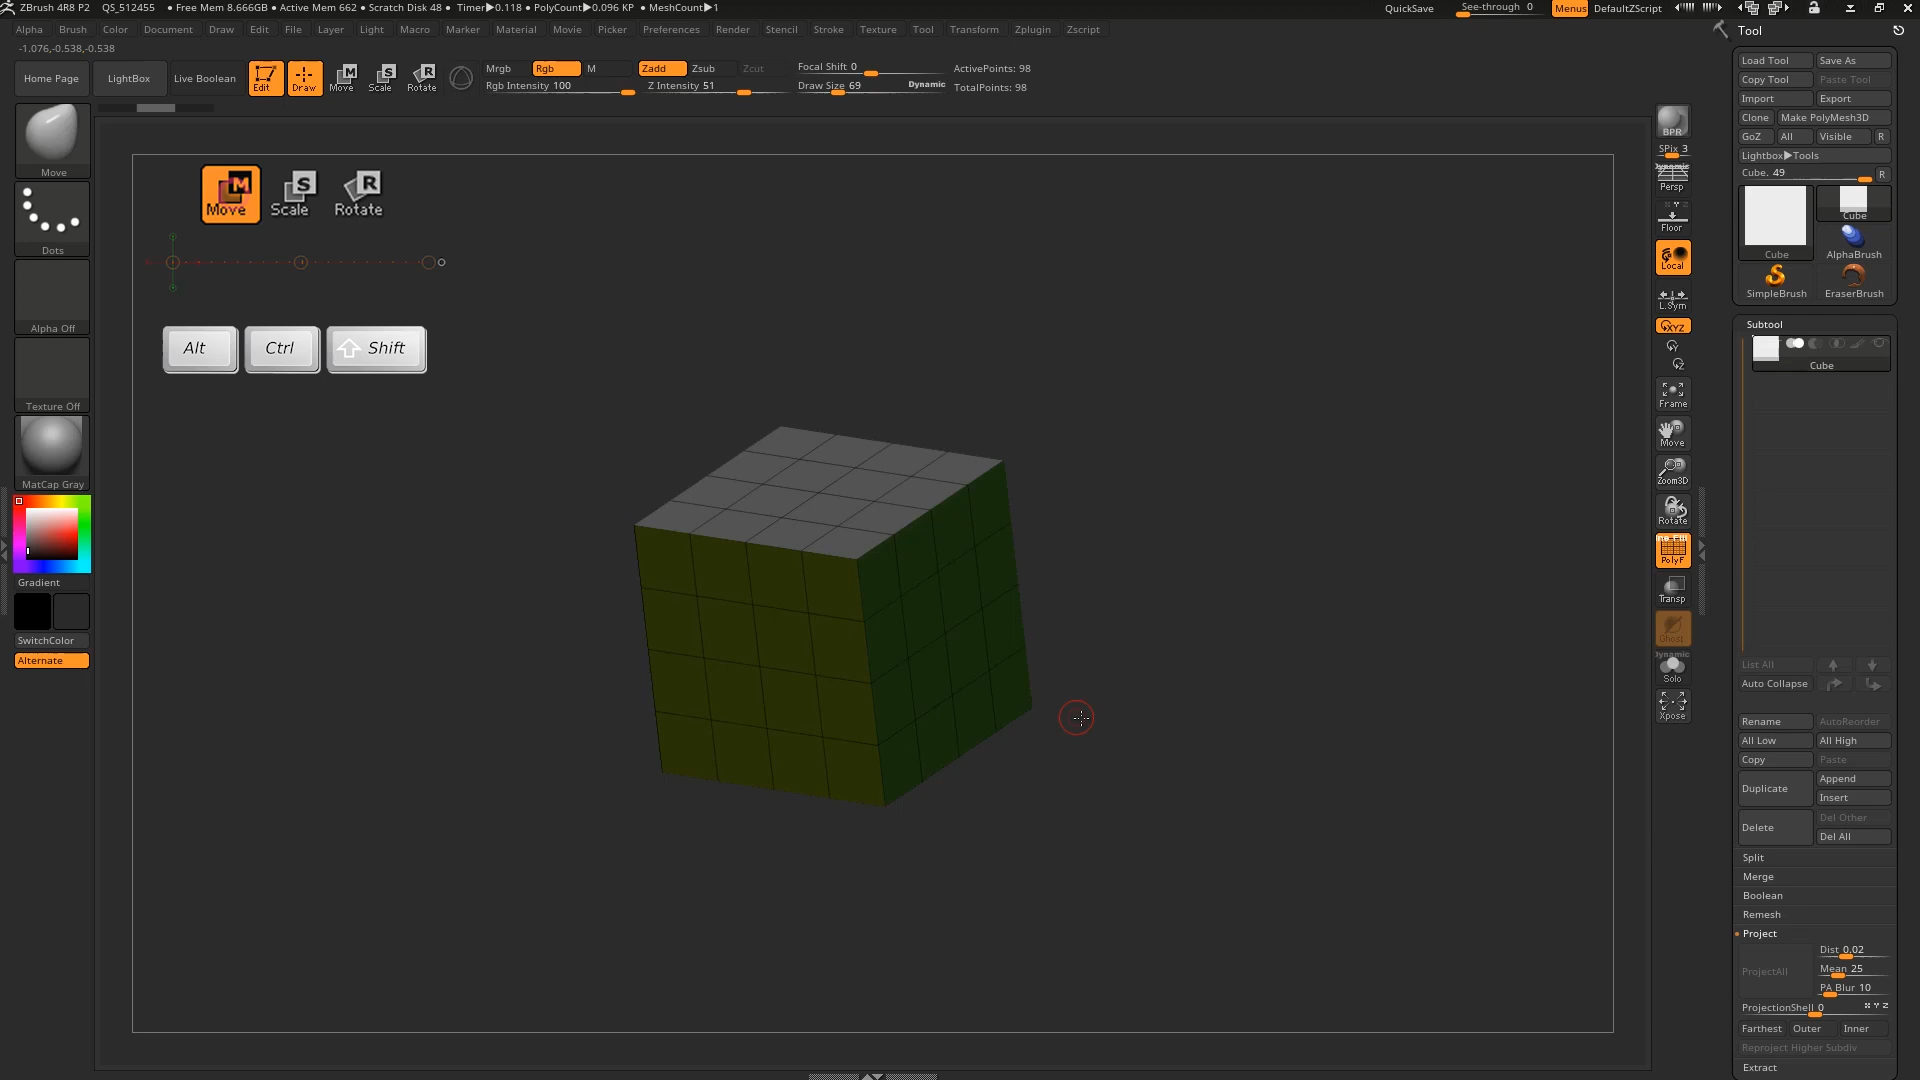 ZBrush 4R8 P2 QS_512455 • Free Mem 8.666GB • Active Mem 662 • Scratch Disk 48 • Timer▶0.118 • PolyCount▶0.096 KP • MeshCount▶1 QuickSave See-through 0 Menus DefaultZScript
Alpha Brush Color Document Draw Edit File Layer Light Macro Marker Material Movie Picker Preferences Render Stencil Stroke Texture Tool Transform Zplugin Zscript
-1.076,-0.538,-0.538
Home Page LightBox Live Boolean Edit Draw Move Scale Rotate
Mrgb Rgb M Zadd Zsub Zcut Focal Shift 0 ActivePoints: 98
Rgb Intensity 100 Z Intensity 51 Draw Size 69 Dynamic TotalPoints: 98
Move
Dots
Alpha Off
Texture Off
MatCap Gray
Gradient
SwitchColor
Alternate
M S R
Move Scale Rotate
Alt Ctrl Shift
BPR
SPix 3
Dynamic
Persp
Floor
Local
L.Sym
XYZ
Y
Z
Frame
Move
Zoom3D
Rotate
Line Fill
PolyF
Transp
Ghost
Dynamic
Solo
Xpose
Tool
Load Tool Save As
Copy Tool Paste Tool
Import Export
Clone Make PolyMesh3D
GoZ All Visible R
Lightbox▶Tools
Cube. 49 R
Cube Cube
AlphaBrush
SimpleBrush EraserBrush
Subtool
Cube
List All
Auto Collapse
Rename AutoReorder
All Low All High
Copy Paste
Duplicate Append
Insert
Delete Del Other
Del All
Split
Merge
Boolean
Remesh
Project
ProjectAll Dist 0.02
Mean 25
PA Blur 10
ProjectionShell 0 X Y Z
Farthest Outer Inner
Reproject Higher Subdiv
Extract